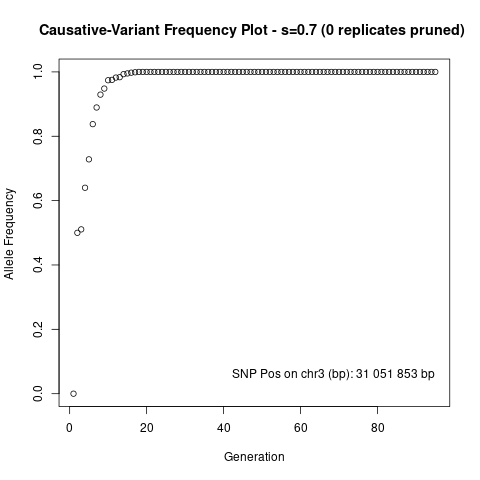 Causative-Variant Frequency Plot - s=0.7 (0 replicates pruned)
Allele Frequency
1.0
0.8
0.6
0.4
0.2
0.0
SNP Pos on chr3 (bp): 31 051 853 bp
0 20 40 60 80
Generation